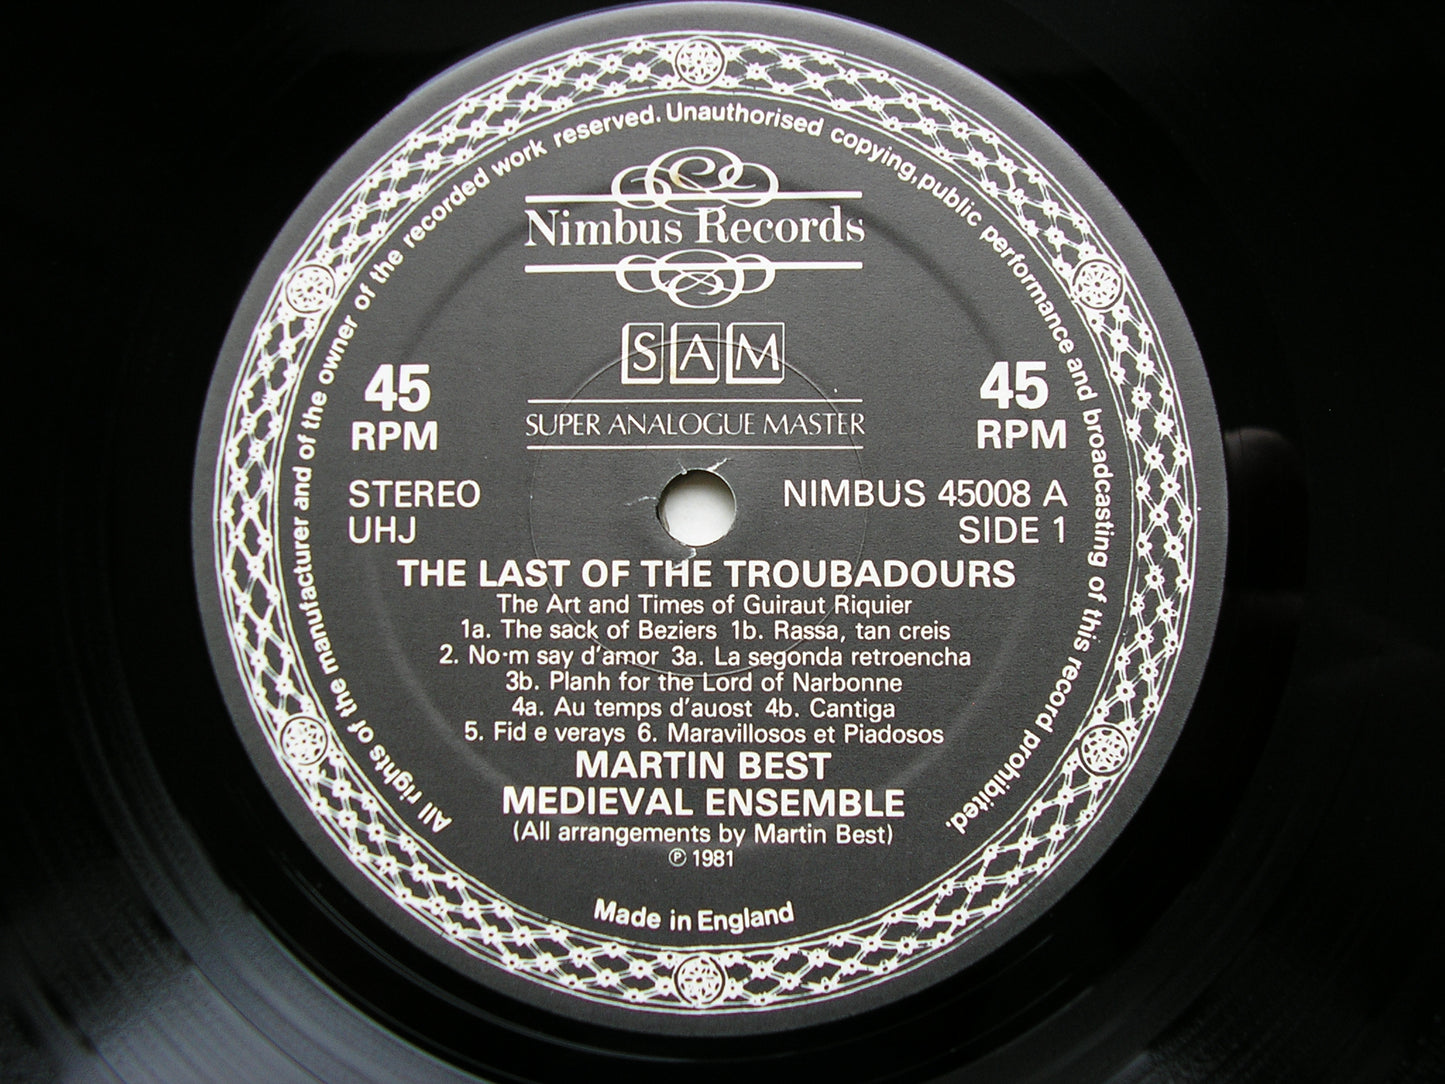 All rights of the manufacturer and of the owner of the recorded work reserved. Unauthorised copying, public performance and broadcasting of this record prohibited.
Nimbus Records
SAM
SUPER ANALOGUE MASTER
45 RPM
45 RPM
STEREO
UHJ
NIMBUS 45008 A
SIDE 1
THE LAST OF THE TROUBADOURS
The Art and Times of Guiraut Riquier
1a. The sack of Beziers 1b. Rassa, tan creis
2. No·m say d'amor 3a. La segonda retroencha
3b. Planh for the Lord of Narbonne
4a. Au temps d'auost 4b. Cantiga
5. Fid e verays 6. Maravillosos et Piadosos
MARTIN BEST
MEDIEVAL ENSEMBLE
(All arrangements by Martin Best)
℗ 1981
Made in England